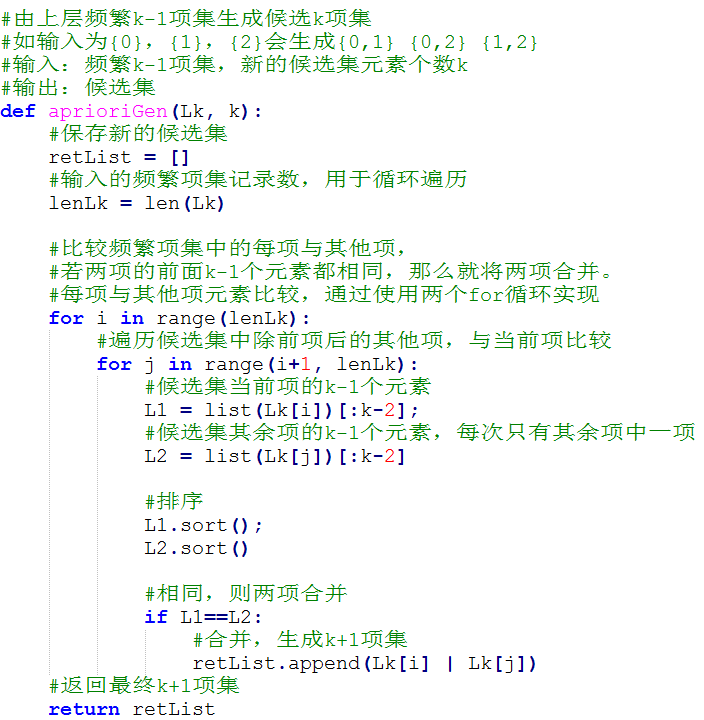 #由上层频繁k-1项集生成候选k项集
#如输入为{0}，{1}，{2}会生成{0,1} {0,2} {1,2}
#输入：频繁k-1项集，新的候选集元素个数k
#输出：候选集
def aprioriGen(Lk, k):
    #保存新的候选集
    retList = []
    #输入的频繁项集记录数，用于循环遍历
    lenLk = len(Lk)
    #比较频繁项集中的每项与其他项，
    #若两项的前面k-1个元素都相同，那么就将两项合并。
    #每项与其他项元素比较，通过使用两个for循环实现
    for i in range(lenLk):
        #遍历候选集中除前项后的其他项，与当前项比较
        for j in range(i+1, lenLk):
            #候选集当前项的k-1个元素
            L1 = list(Lk[i])[:k-2];
            #候选集其余项的k-1个元素，每次只有其余项中一项
            L2 = list(Lk[j])[:k-2]
            #排序
            L1.sort();
            L2.sort()
            #相同，则两项合并
            if L1==L2:
                #合并，生成k+1项集
                retList.append(Lk[i] | Lk[j])
    #返回最终k+1项集
    return retList